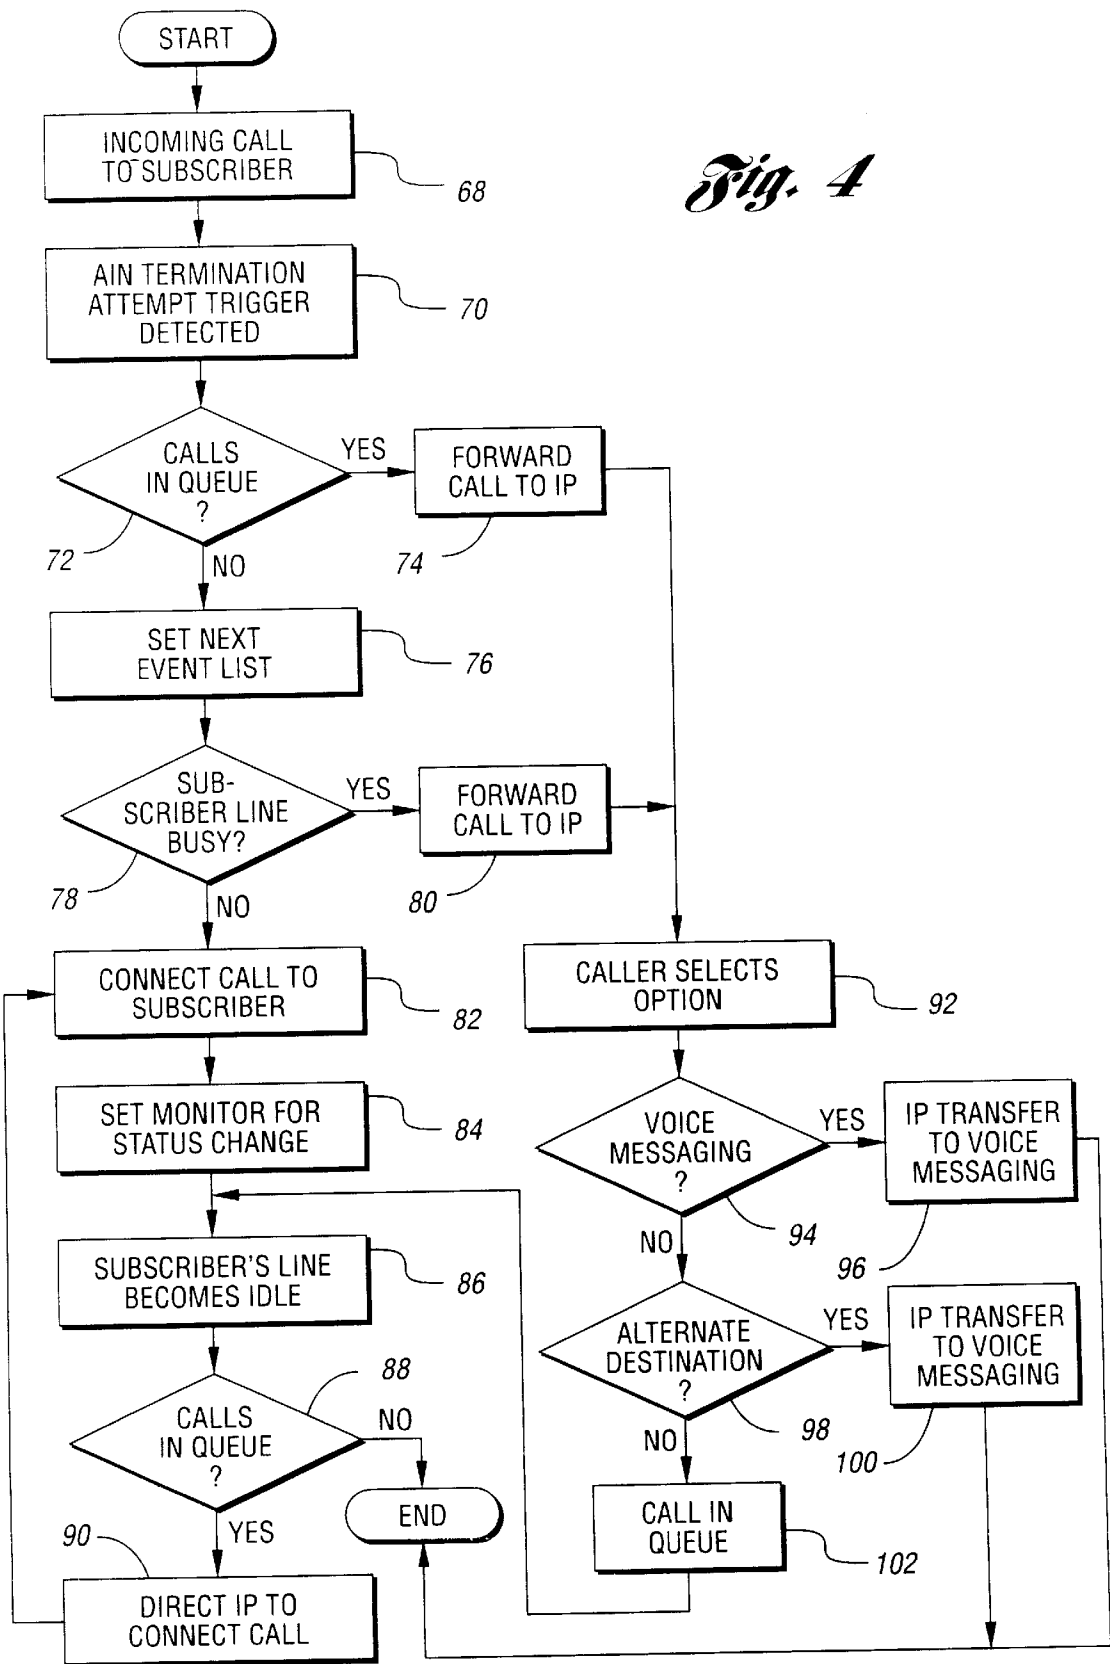 START
INCOMING CALL
TO SUBSCRIBER
68
Fig. 4
AIN TERMINATION
ATTEMPT TRIGGER
DETECTED
70
CALLS
IN QUEUE
?
72
YES
FORWARD
CALL TO IP
74
NO
SET NEXT
EVENT LIST
76
SUB-
SCRIBER LINE
BUSY?
78
YES
FORWARD
CALL TO IP
80
NO
CONNECT CALL TO
SUBSCRIBER
82
CALLER SELECTS
OPTION
92
SET MONITOR FOR
STATUS CHANGE
84
VOICE
MESSAGING
?
94
YES
IP TRANSFER
TO VOICE
MESSAGING
96
NO
SUBSCRIBER'S LINE
BECOMES IDLE
86
ALTERNATE
DESTINATION
?
98
YES
IP TRANSFER
TO VOICE
MESSAGING
100
NO
CALLS
IN QUEUE
?
88
NO
END
YES
CALL IN
QUEUE
102
90
DIRECT IP TO
CONNECT CALL